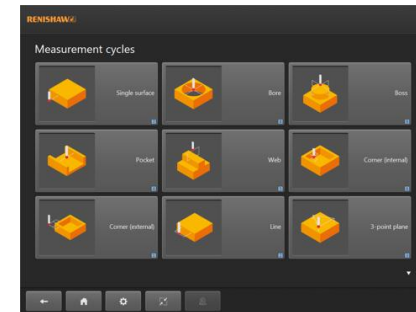 RENISHAW
Measurement cycles
Single surface
Bore
Boss
Pocket
Web
Corner (internal)
Corner (external)
Line
3-point plane